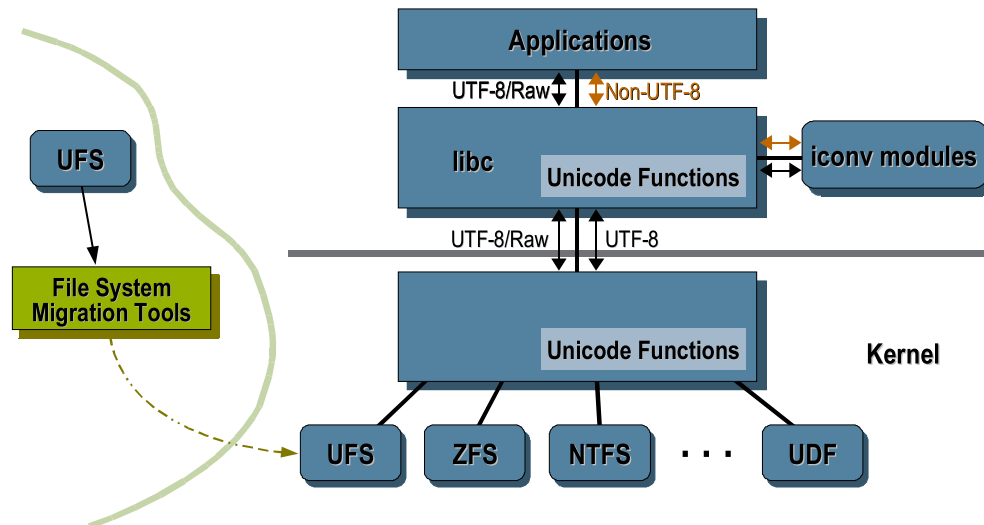 Applications
UTF-8/Raw
Non-UTF-8
UFS
libc
Unicode Functions
iconv modules
UTF-8/Raw
UTF-8
File System
Migration Tools
Unicode Functions
Kernel
UFS
ZFS
NTFS
. . .
UDF